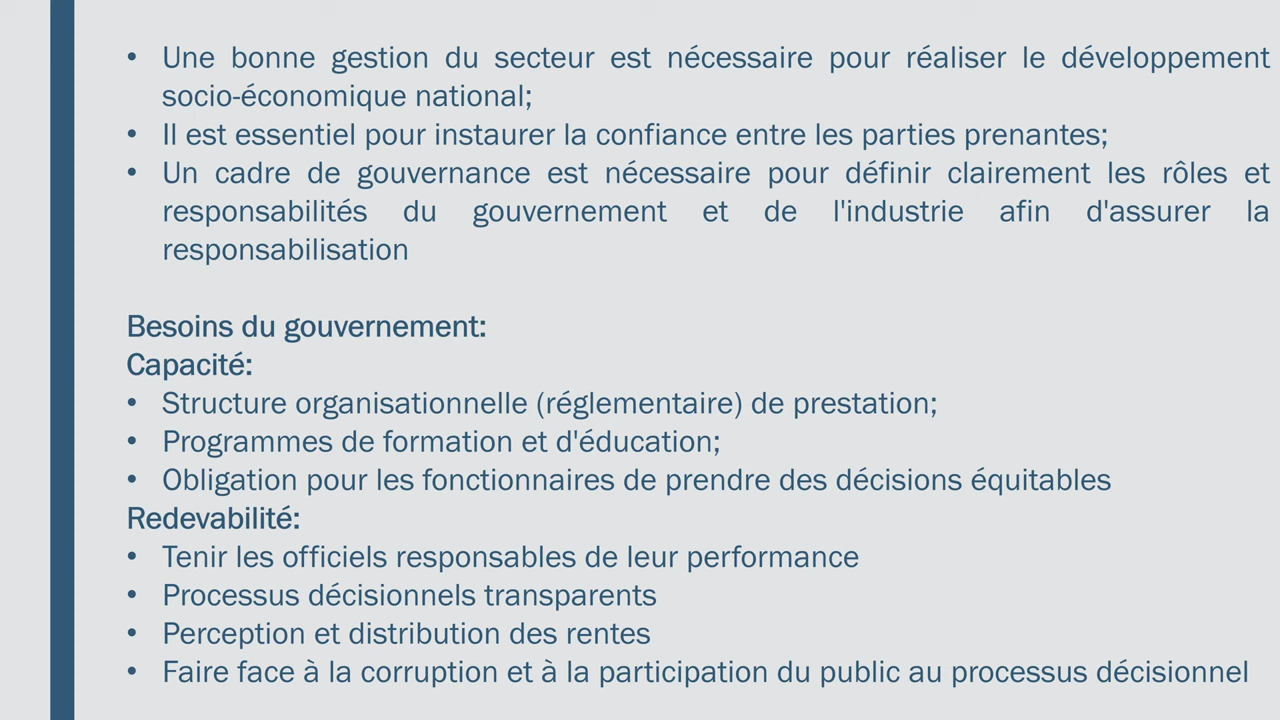 • Une bonne gestion du secteur est nécessaire pour réaliser le développement
socio-économique national;
• Il est essentiel pour instaurer la confiance entre les parties prenantes;
• Un cadre de gouvernance est nécessaire pour définir clairement les rôles et
responsabilités du gouvernement et de l'industrie afin d'assurer la
responsabilisation
Besoins du gouvernement:
Capacité:
• Structure organisationnelle (réglementaire) de prestation;
• Programmes de formation et d'éducation;
• Obligation pour les fonctionnaires de prendre des décisions équitables
Redevabilité:
• Tenir les officiels responsables de leur performance
• Processus décisionnels transparents
• Perception et distribution des rentes
• Faire face à la corruption et à la participation du public au processus décisionnel